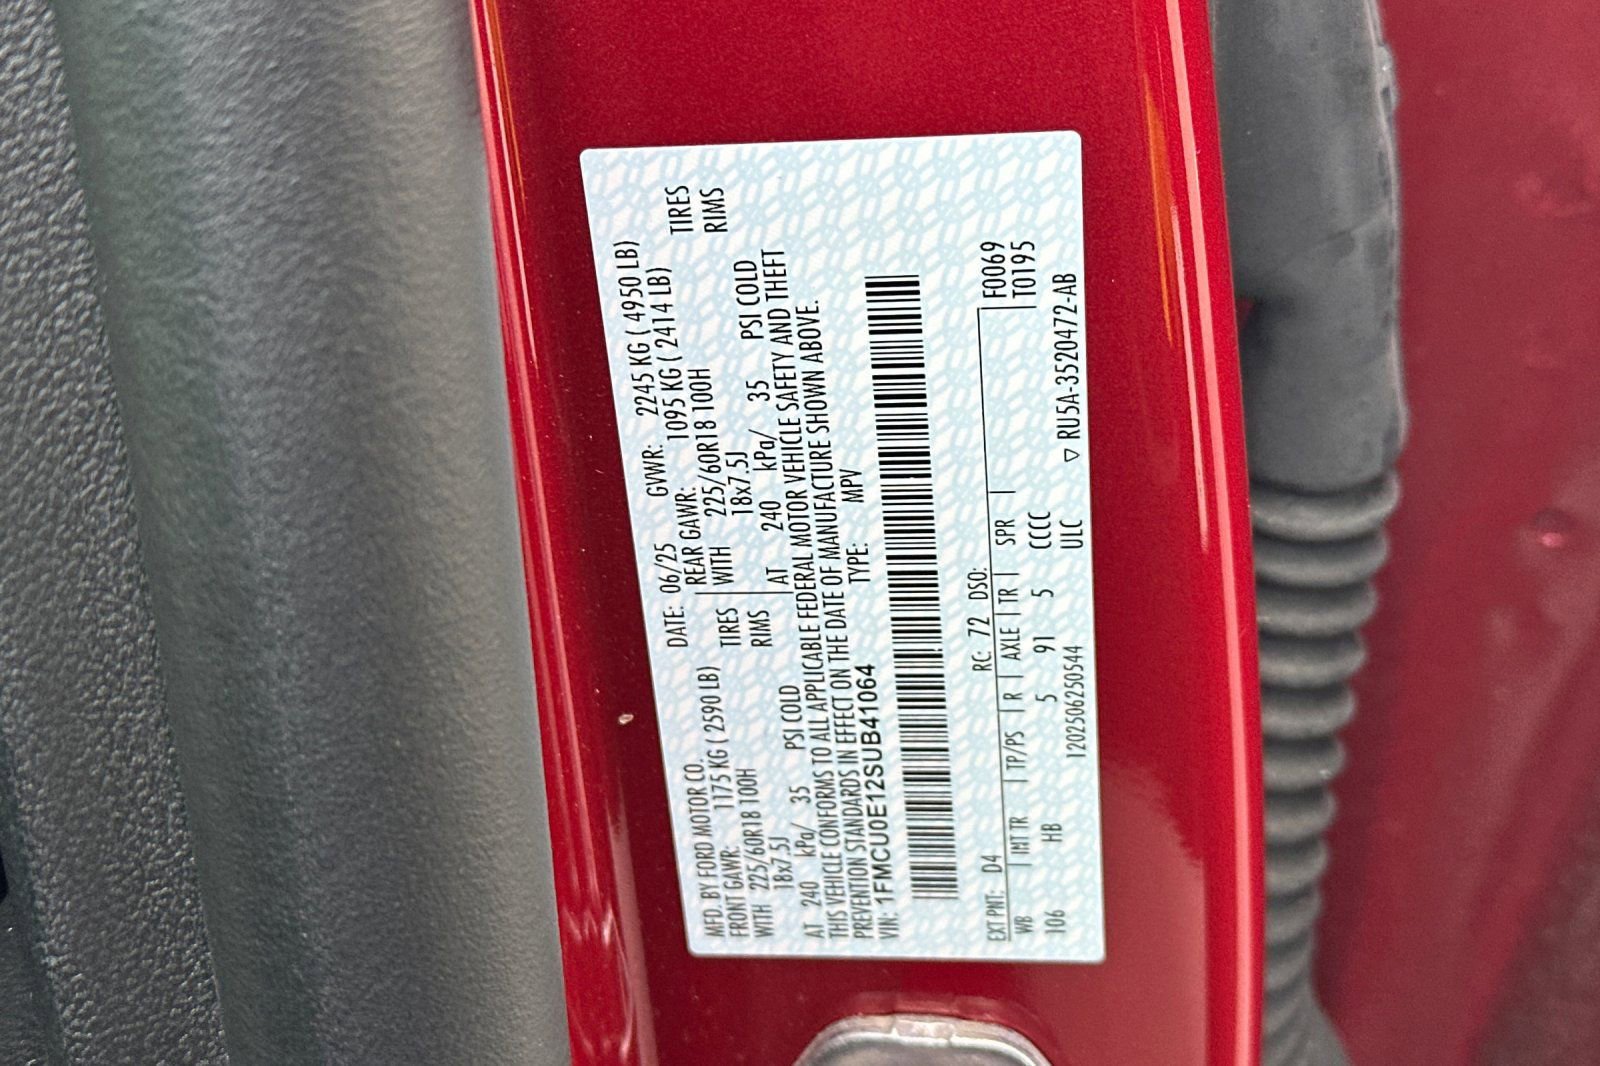 MFD. BY FORD MOTOR CO.
DATE: 06/25 GVWR: 2245 KG ( 4950 LB)
FRONT GAWR: 1175 KG ( 2590 LB) REAR GAWR: 1095 KG ( 2414 LB)
WITH 225/60R18 100H TIRES WITH 225/60R18 100H TIRES
18x7.5J RIMS 18x7.5J RIMS
AT 240 kPa/ 35 PSI COLD AT 240 kPa/ 35 PSI COLD
THIS VEHICLE CONFORMS TO ALL APPLICABLE FEDERAL MOTOR VEHICLE SAFETY AND THEFT
PREVENTION STANDARDS IN EFFECT ON THE DATE OF MANUFACTURE SHOWN ABOVE.
VIN: 1FMCU0E12SUB41064 TYPE: MPV
EXT PNT: D4 RC: 72 DSO: F0069
WB INT TR TP/PS R AXLE TR SPR T0195
106 HB 5 91 5 CCCC
120250625​0544 ULC ▽ RU5A-3520472-AB